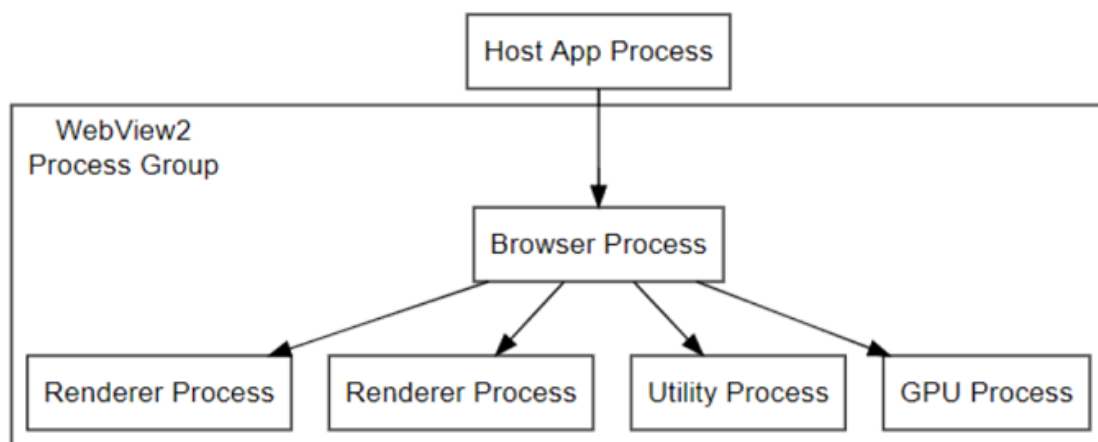 Host App Process
WebView2
Process Group
Browser Process
Renderer Process
Renderer Process
Utility Process
GPU Process